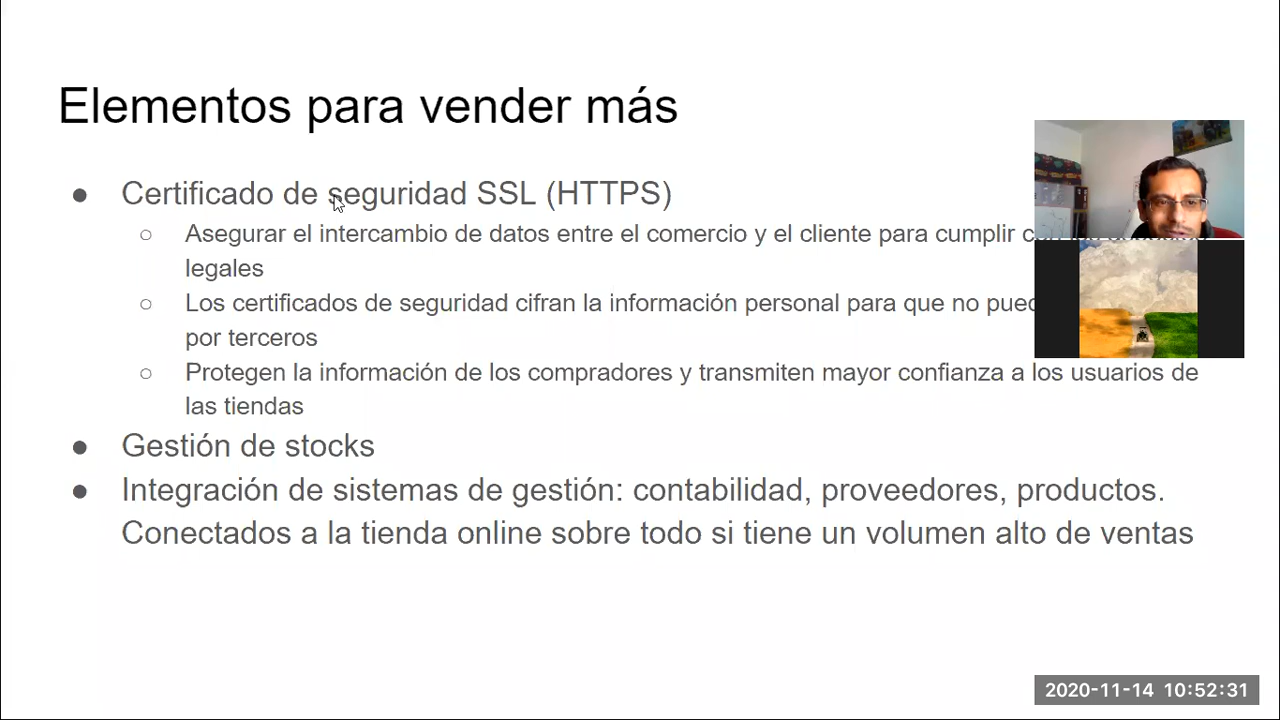 Elementos para vender más
● Certificado de seguridad SSL (HTTPS)
○ Asegurar el intercambio de datos entre el comercio y el cliente para cumplir
legales
○ Los certificados de seguridad cifran la información personal para que no
por terceros
○ Protegen la información de los compradores y transmiten mayor confianza a los usuarios de
las tiendas
● Gestión de stocks
● Integración de sistemas de gestión: contabilidad, proveedores, productos.
Conectados a la tienda online sobre todo si tiene un volumen alto de ventas
2020-11-14 10:52:31